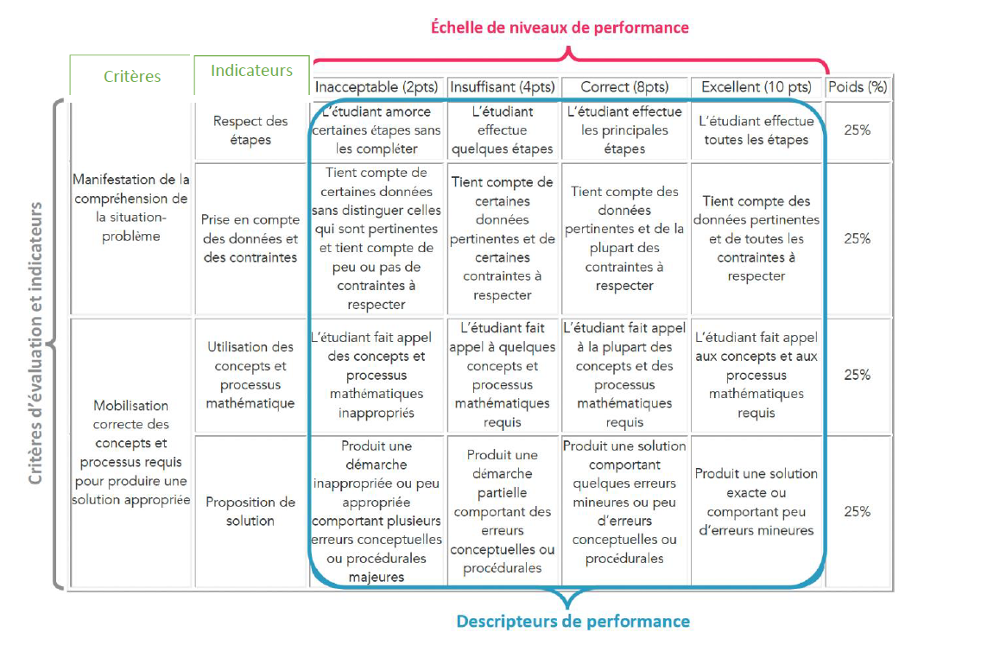 Échelle de niveaux de performance
Critères
Indicateurs
Inacceptable (2pts)
Insuffisant (4pts)
Correct (8pts)
Excellent (10 pts)
Poids (%)
Critères d'évaluation et indicateurs
Manifestation de la
compréhension de
la situation-
problème
Respect des
étapes
L'étudiant amorce
certaines étapes sans
les compléter
L'étudiant
effectue
quelques étapes
L'étudiant effectue
les principales
étapes
L'étudiant effectue
toutes les étapes
25%
Prise en compte
des données et
des contraintes
Tient compte de
certaines données
sans distinguer celles
qui sont pertinentes
et tient compte de
peu ou pas de
contraintes à
respecter
Tient compte de
certaines
données
pertinentes et de
certaines
contraintes à
respecter
Tient compte des
données
pertinentes et de la
plupart des
contraintes à
respecter
Tient compte des
données pertinentes
et de toutes les
contraintes à
respecter
25%
Mobilisation
correcte des
concepts et
processus requis
pour produire une
solution appropriée
Utilisation des
concepts et
processus
mathématique
L'étudiant fait appel
des concepts et
processus
mathématiques
inappropriés
L'étudiant fait
appel à quelques
concepts et
processus
mathématiques
requis
L'étudiant fait appel
à la plupart des
concepts et des
processus
mathématiques
requis
L'étudiant fait appel
aux concepts et aux
processus
mathématiques
requis
25%
Proposition de
solution
Produit une
démarche
inappropriée ou peu
appropriée
comportant plusieurs
erreurs conceptuelles
ou procédurales
majeures
Produit une
démarche
partielle
comportant des
erreurs
conceptuelles ou
procédurales
Produit une solution
comportant
quelques erreurs
mineures ou peu
d'erreurs
conceptuelles ou
procédurales
Produit une solution
exacte ou
comportant peu
d'erreurs mineures
25%
Descripteurs de performance